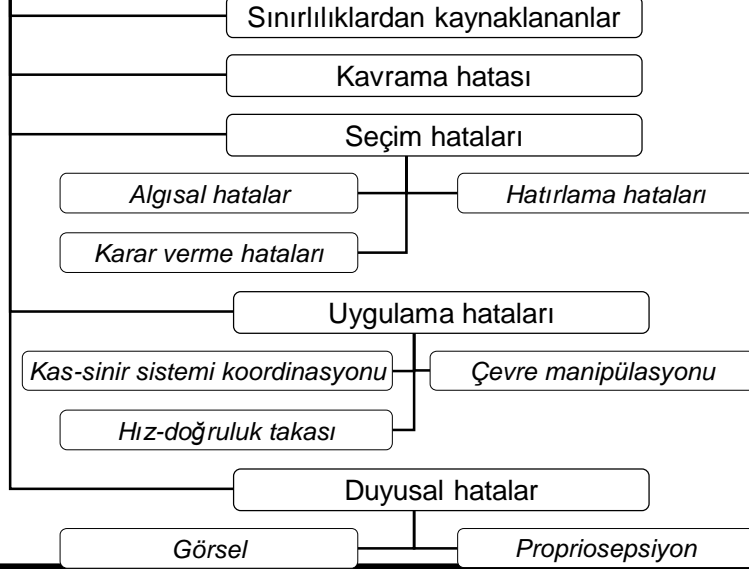 Sınırlılıklardan kaynaklananlar
Kavrama hatası
Seçim hataları
Algısal hatalar
Hatırlama hataları
Karar verme hataları
Uygulama hataları
Kas-sinir sistemi koordinasyonu
Çevre manipülasyonu
Hız-doğruluk takası
Duyusal hatalar
Görsel
Propriosepsiyon